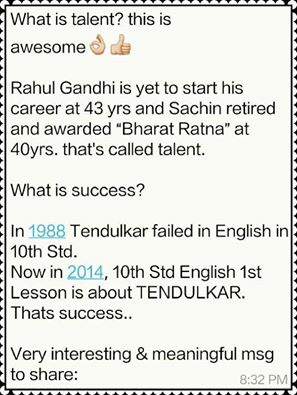 What is talent? this is
awesome👌👍
Rahul Gandhi is yet to start his
career at 43 yrs and Sachin retired
and awarded “Bharat Ratna” at
40yrs. that's called talent.
What is success?
In 1988 Tendulkar failed in English in
10th Std.
Now in 2014, 10th Std English 1st
Lesson is about TENDULKAR.
Thats success..
Very interesting & meaningful msg
to share:
8:32 PM